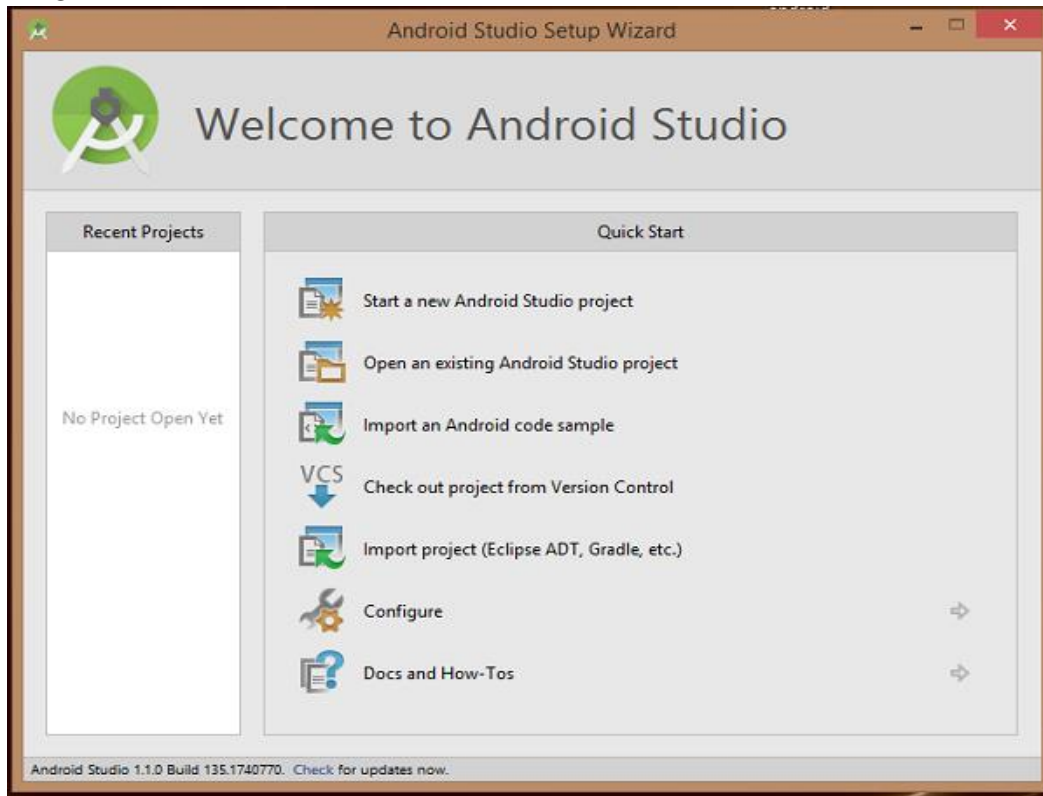 Android Studio Setup Wizard
Welcome to Android Studio
Recent Projects
No Project Open Yet
Quick Start
Start a new Android Studio project
Open an existing Android Studio project
Import an Android code sample
VCS
Check out project from Version Control
Import project (Eclipse ADT, Gradle, etc.)
Configure
Docs and How-Tos
Android Studio 1.1.0 Build 135.1740770. Check for updates now.